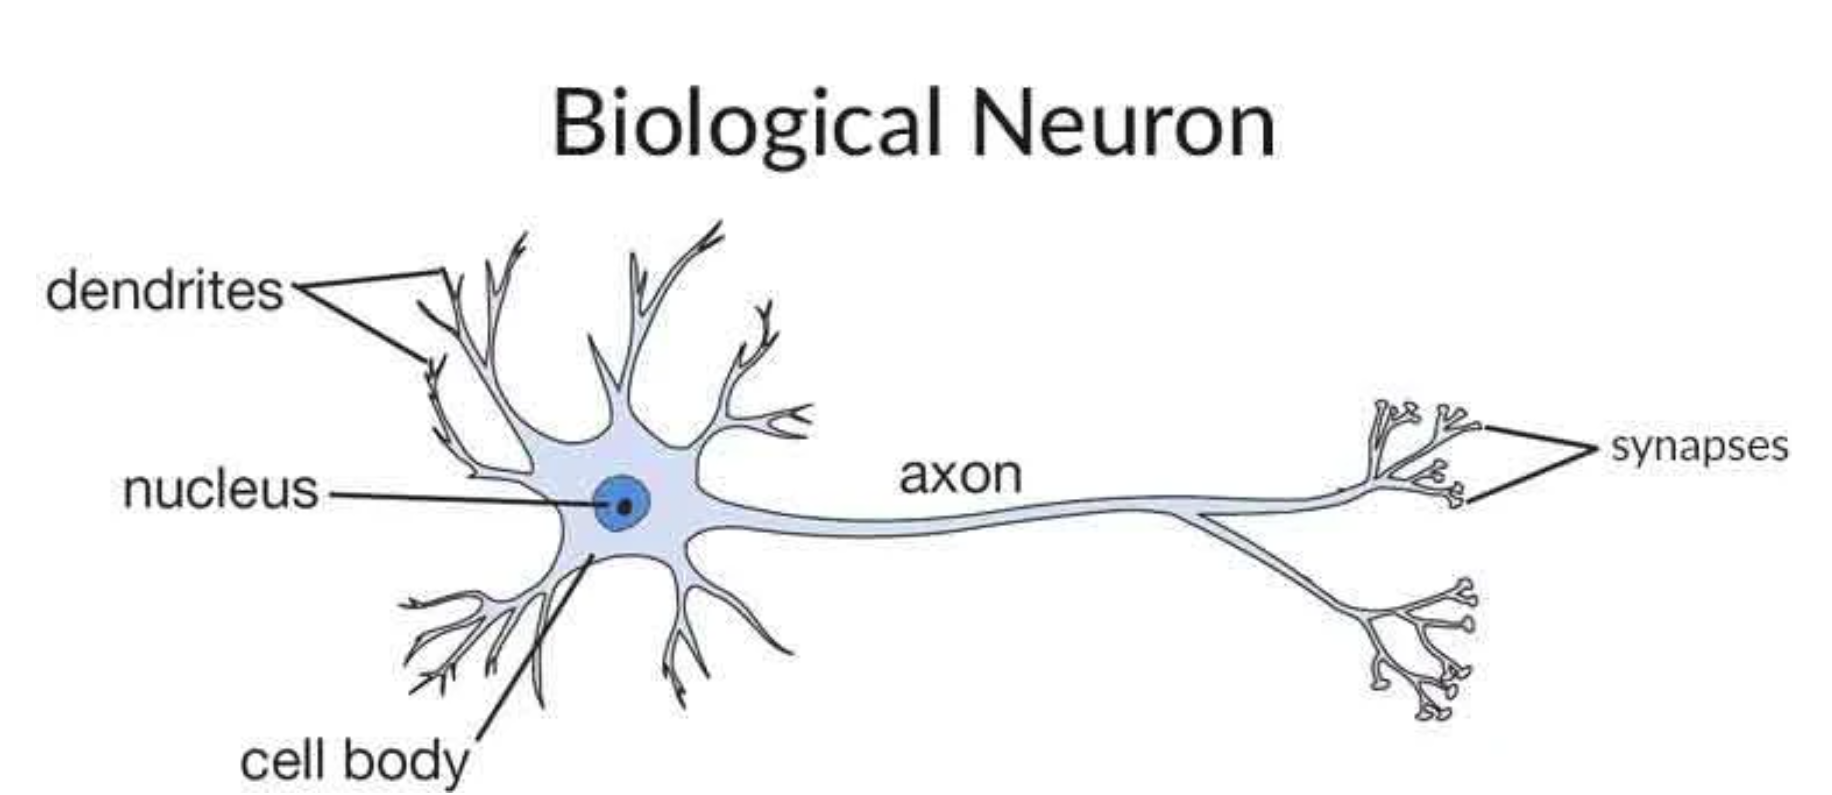 Biological Neuron
dendrites
nucleus
axon
synapses
cell body